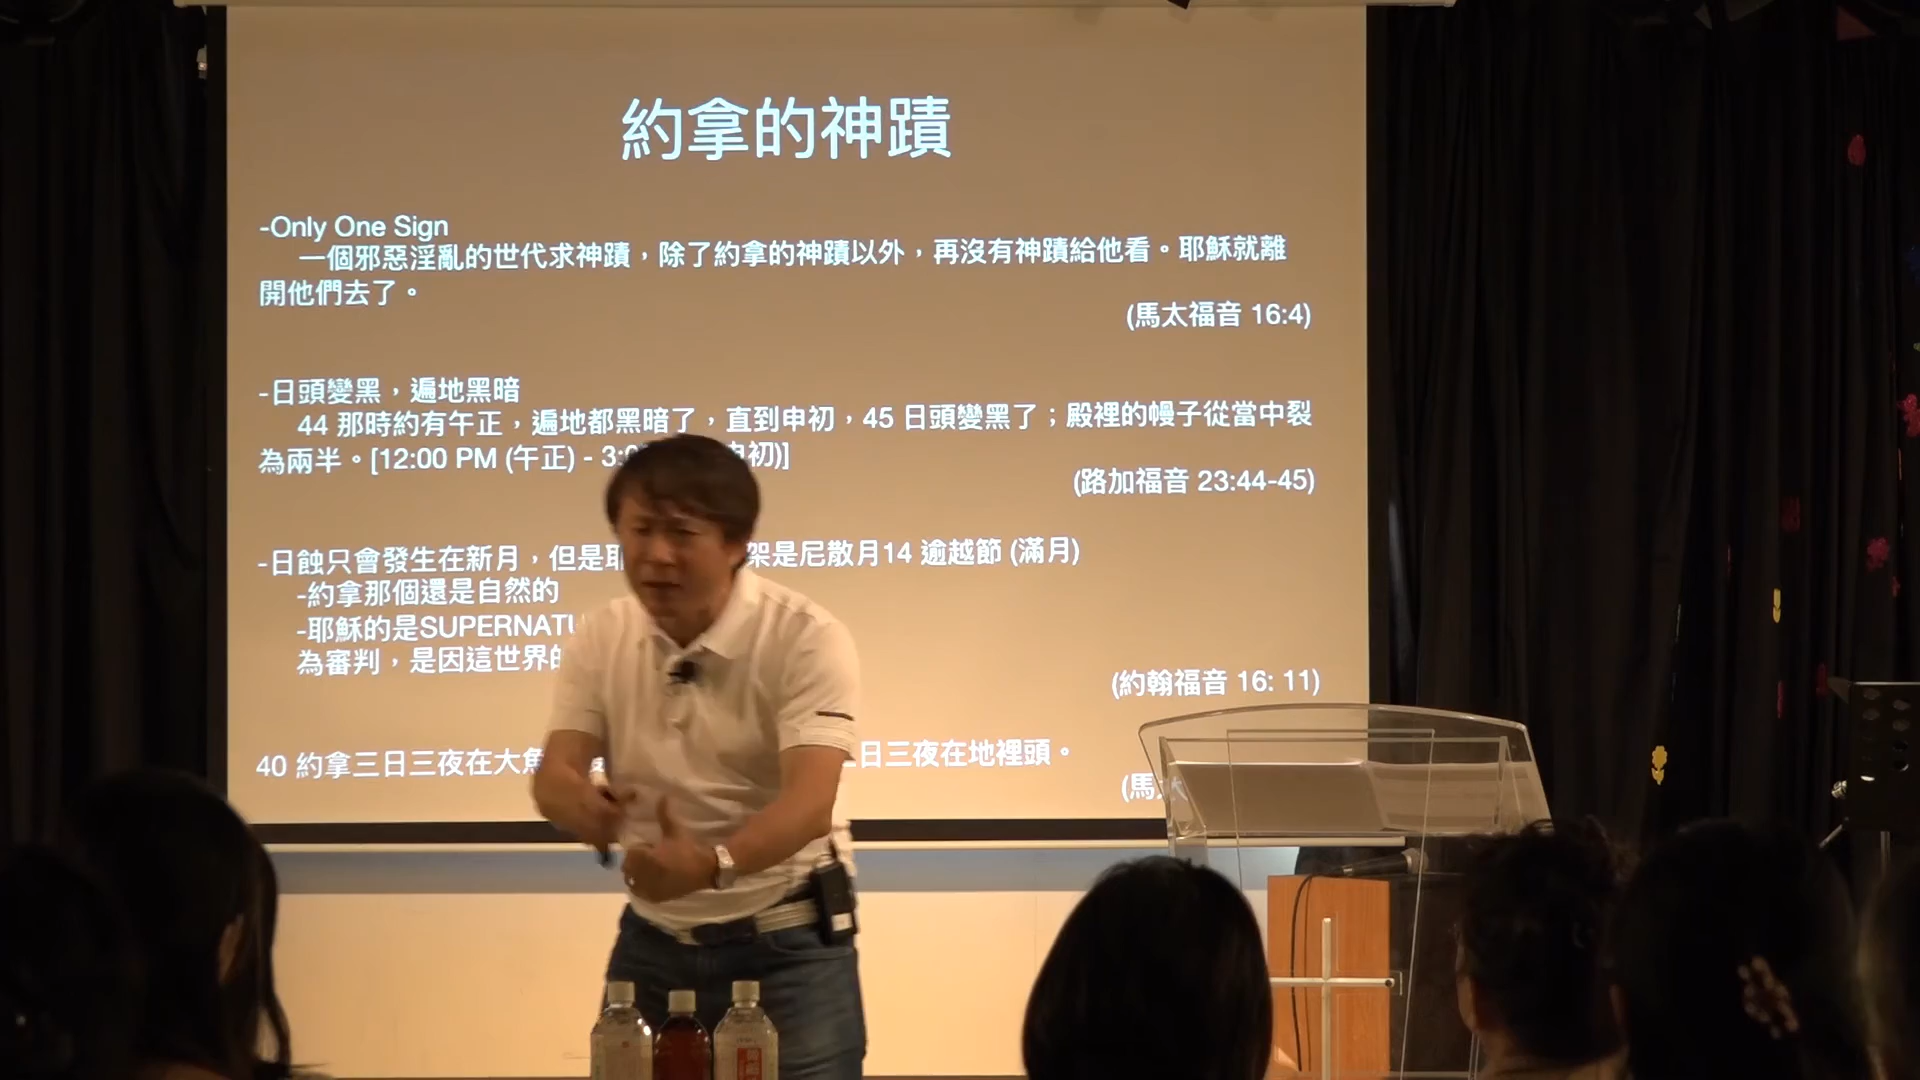 約拿的神蹟
-Only One Sign
一個邪惡淫亂的世代求神蹟，除了約拿的神蹟以外，再沒有神蹟給他看。耶穌就離
開他們去了。
(馬太福音 16:4)
-日頭變黑，遍地黑暗
44 那時約有午正，遍地都黑暗了，直到申初，45 日頭變黑了；殿裡的幔子從當中裂
為兩半。[12:00 PM (午正) - 3:0 申初)]
(路加福音 23:44-45)
-日蝕只會發生在新月，但是耶 架是尼散月14 逾越節 (滿月)
-約拿那個還是自然的
-耶穌的是SUPERNATU
為審判，是因這世界的
(約翰福音 16: 11)
40 約拿三日三夜在大魚 日三夜在地裡頭。
(馬太